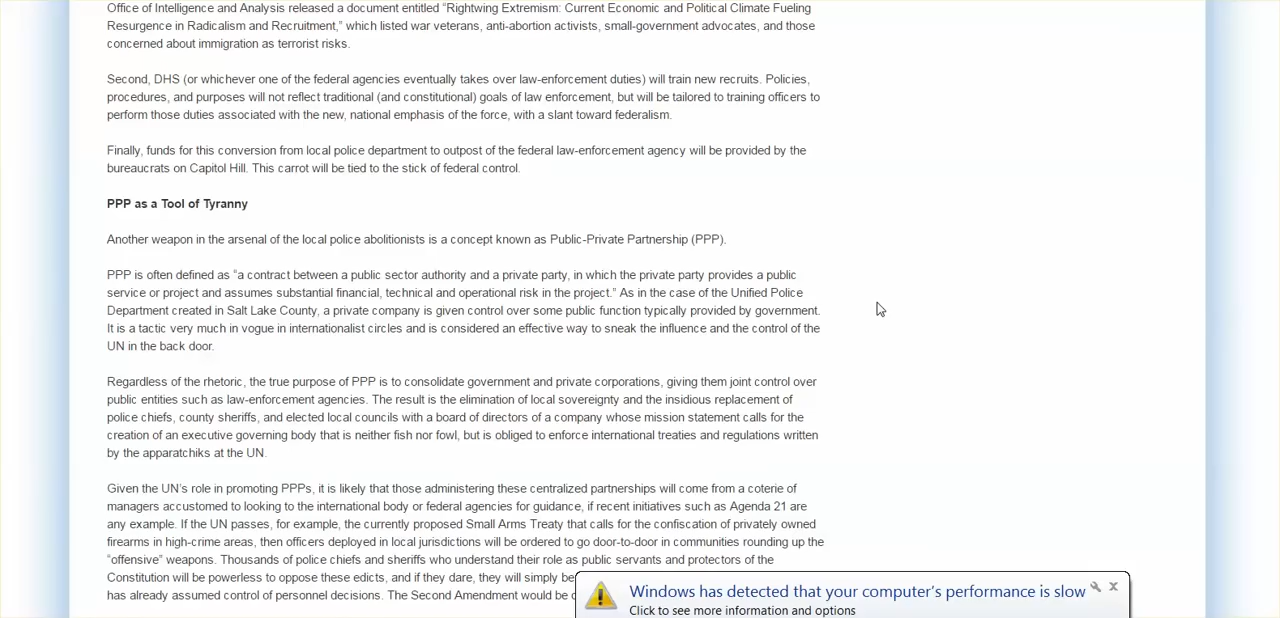 Office of Intelligence and Analysis released a document entitled “Rightwing Extremism: Current Economic and Political Climate Fueling
Resurgence in Radicalism and Recruitment,” which listed war veterans, anti-abortion activists, small-government advocates, and those
concerned about immigration as terrorist risks.
Second, DHS (or whichever one of the federal agencies eventually takes over law-enforcement duties) will train new recruits. Policies,
procedures, and purposes will not reflect traditional (and constitutional) goals of law enforcement, but will be tailored to training officers to
perform those duties associated with the new, national emphasis of the force, with a slant toward federalism.
Finally, funds for this conversion from local police department to outpost of the federal law-enforcement agency will be provided by the
bureaucrats on Capitol Hill. This carrot will be tied to the stick of federal control.
PPP as a Tool of Tyranny
Another weapon in the arsenal of the local police abolitionists is a concept known as Public-Private Partnership (PPP).
PPP is often defined as “a contract between a public sector authority and a private party, in which the private party provides a public
service or project and assumes substantial financial, technical and operational risk in the project.” As in the case of the Unified Police
Department created in Salt Lake County, a private company is given control over some public function typically provided by government.
It is a tactic very much in vogue in internationalist circles and is considered an effective way to sneak the influence and the control of the
UN in the back door.
Regardless of the rhetoric, the true purpose of PPP is to consolidate government and private corporations, giving them joint control over
public entities such as law-enforcement agencies. The result is the elimination of local sovereignty and the insidious replacement of
police chiefs, county sheriffs, and elected local councils with a board of directors of a company whose mission statement calls for the
creation of an executive governing body that is neither fish nor fowl, but is obliged to enforce international treaties and regulations written
by the apparatchiks at the UN.
Given the UN’s role in promoting PPPs, it is likely that those administering these centralized partnerships will come from a coterie of
managers accustomed to looking to the international body or federal agencies for guidance, if recent initiatives such as Agenda 21 are
any example. If the UN passes, for example, the currently proposed Small Arms Treaty that calls for the confiscation of privately owned
firearms in high-crime areas, then officers deployed in local jurisdictions will be ordered to go door-to-door in communities rounding up the
“offensive” weapons. Thousands of police chiefs and sheriffs who understand their role as public servants and protectors of the
Constitution will be powerless to oppose these edicts, and if they dare, they will simply be
has already assumed control of personnel decisions. The Second Amendment would be
Windows has detected that your computer’s performance is slow
Click to see more information and options